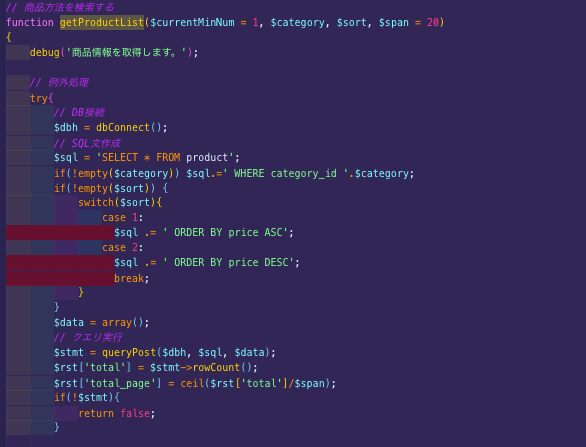 // 商品方法を検索する
function getProductList($currentMinNum = 1, $category, $sort, $span = 20)
{
debug('商品情報を取得します。');
// 例外処理
try{
// DB接続
$dbh = dbConnect();
// SQL文作成
$sql = 'SELECT * FROM product';
if(!empty($category)) $sql.=' WHERE category_id '.$category;
if(!empty($sort)) {
switch($sort){
case 1:
$sql .= ' ORDER BY price ASC';
case 2:
$sql .= ' ORDER BY price DESC';
break;
}
}
$data = array();
// クエリ実行
$stmt = queryPost($dbh, $sql, $data);
$rst['total'] = $stmt->rowCount();
$rst['total_page'] = ceil($rst['total']/$span);
if(!$stmt){
return false;
}